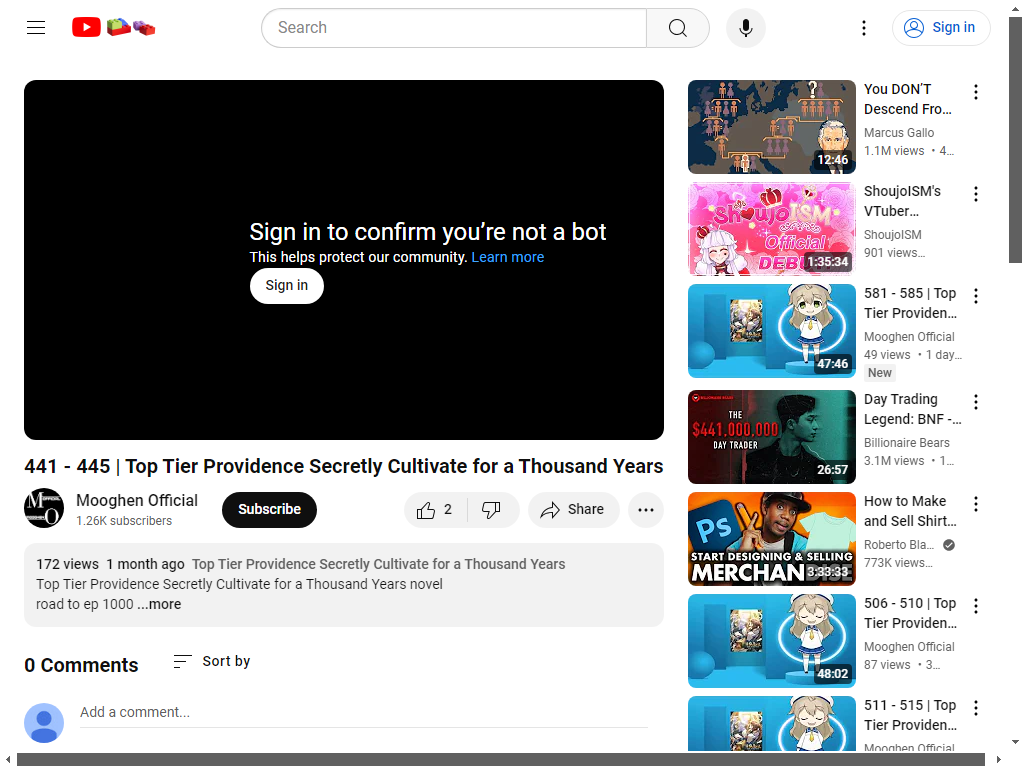 Search
Sign in
Sign in to confirm you’re not a bot
This helps protect our community. Learn more
Sign in
441 - 445 | Top Tier Providence Secretly Cultivate for a Thousand Years
Mooghen Official
1.26K subscribers
Subscribe
2
Share
172 views 1 month ago Top Tier Providence Secretly Cultivate for a Thousand Years
Top Tier Providence Secretly Cultivate for a Thousand Years novel
road to ep 1000 ...more
0 Comments
Sort by
Add a comment...
12:46
You DON’T
Descend Fro...
Marcus Gallo
1.1M views • 4...
ShoujoISM
Official
DEBU
1:35:34
ShoujoISM's
VTuber...
ShoujoISM
901 views...
47:46
581 - 585 | Top
Tier Providen...
Mooghen Official
49 views • 1 day...
New
THE
$441,000,000
DAY TRADER
26:57
Day Trading
Legend: BNF -...
Billionaire Bears
3.1M views • 1...
Ps
START DESIGNING & SELLING
MERCHANDISE
3:33:33
How to Make
and Sell Shirt...
Roberto Bla...
773K views...
48:02
506 - 510 | Top
Tier Providen...
Mooghen Official
87 views • 3...
511 - 515 | Top
Tier Providen...
Mooghen Official